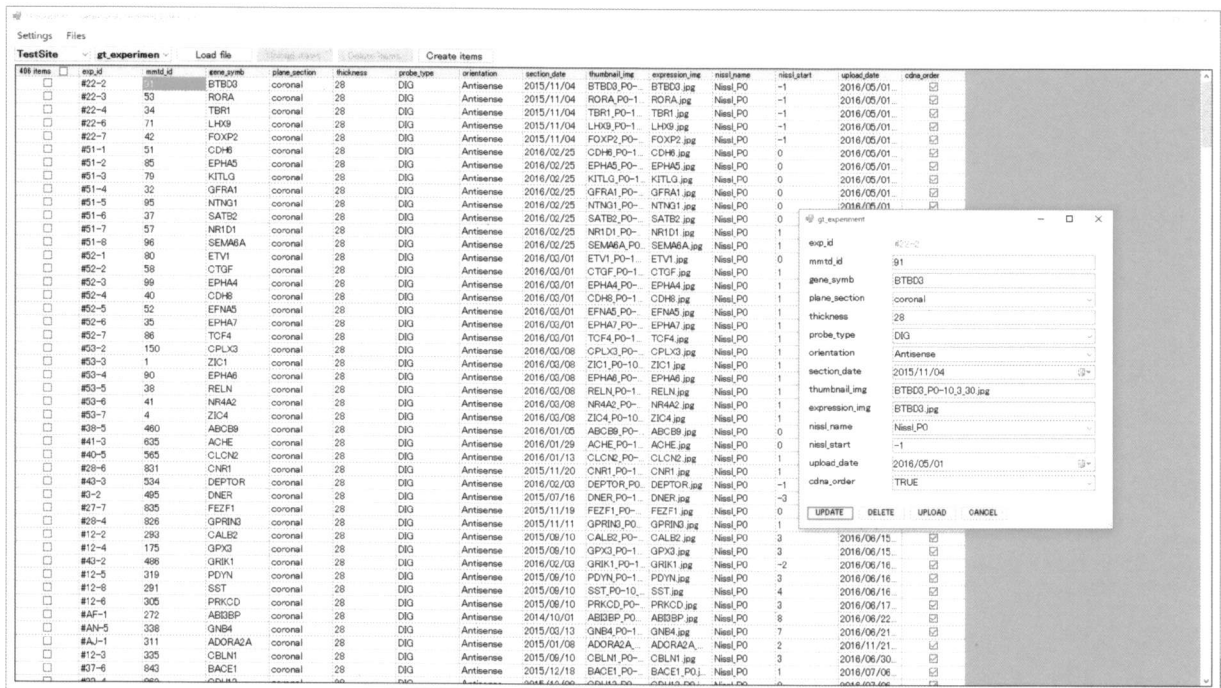 Settings Files
TestSite gt_experimen Load file Create items
406 items exp_id mmtd_id gene_symb plane_section thickness probe_type orientation section_date thumbnail_img expression_img nissl_name nissl_start upload_date cdna_order
#22-2 91 BTBD3 coronal 28 DIG Antisense 2015/11/04 BTBD3_P0-1... BTBD3.jpg Nissl_P0 -1 2016/05/01...
#22-3 53 RORA coronal 28 DIG Antisense 2015/11/04 RORA_P0-1... RORA.jpg Nissl_P0 -1 2016/05/01...
#22-4 34 TBR1 coronal 28 DIG Antisense 2015/11/04 TBR1_P0-1... TBR1.jpg Nissl_P0 -1 2016/05/01...
#22-6 71 LHX9 coronal 28 DIG Antisense 2015/11/04 LHX9_P0-1... LHX9.jpg Nissl_P0 -1 2016/05/01...
#22-7 42 FOXP2 coronal 28 DIG Antisense 2015/11/04 FOXP2_P0-... FOXP2.jpg Nissl_P0 -1 2016/05/01...
#51-1 51 CDH6 coronal 28 DIG Antisense 2016/02/25 CDH6_P0-1... CDH6.jpg Nissl_P0 0 2016/05/01...
#51-2 85 EPHA5 coronal 28 DIG Antisense 2016/02/25 EPHA5_P0-... EPHA5.jpg Nissl_P0 0 2016/05/01...
#51-3 79 KITLG coronal 28 DIG Antisense 2016/02/25 KITLG_P0-1... KITLG.jpg Nissl_P0 0 2016/05/01...
#51-4 32 GFRA1 coronal 28 DIG Antisense 2016/02/25 GFRA1_P0-... GFRA1.jpg Nissl_P0 0 2016/05/01...
#51-5 95 NTNG1 coronal 28 DIG Antisense 2016/02/25 NTNG1_P0-... NTNG1.jpg Nissl_P0 0 2016/05/01...
#51-6 37 SATB2 coronal 28 DIG Antisense 2016/02/25 SATB2_P0-... SATB2.jpg Nissl_P0 0
#51-7 57 NR1D1 coronal 28 DIG Antisense 2016/02/25 NR1D1_P0-... NR1D1.jpg Nissl_P0 1
#51-8 96 SEMA6A coronal 28 DIG Antisense 2016/02/25 SEMA6A_P0... SEMA6A.jpg Nissl_P0 1
#52-1 80 ETV1 coronal 28 DIG Antisense 2016/03/01 ETV1_P0-1... ETV1.jpg Nissl_P0 0
#52-2 58 CTGF coronal 28 DIG Antisense 2016/03/01 CTGF_P0-1... CTGF.jpg Nissl_P0 1
#52-3 99 EPHA4 coronal 28 DIG Antisense 2016/03/01 EPHA4_P0-... EPHA4.jpg Nissl_P0 1
#52-4 40 CDH8 coronal 28 DIG Antisense 2016/03/01 CDH8_P0-1... CDH8.jpg Nissl_P0 1
#52-5 52 EFNA5 coronal 28 DIG Antisense 2016/03/01 EFNA5_P0-... EFNA5.jpg Nissl_P0 1
#52-6 35 EPHA7 coronal 28 DIG Antisense 2016/03/01 EPHA7_P0-... EPHA7.jpg Nissl_P0 1
#52-7 86 TCF4 coronal 28 DIG Antisense 2016/03/01 TCF4_P0-1... TCF4.jpg Nissl_P0 1
#53-2 150 CPLX3 coronal 28 DIG Antisense 2016/03/08 CPLX3_P0-... CPLX3.jpg Nissl_P0 1
#53-3 1 ZIC1 coronal 28 DIG Antisense 2016/03/08 ZIC1_P0-10... ZIC1.jpg Nissl_P0 1
#53-4 90 EPHA6 coronal 28 DIG Antisense 2016/03/08 EPHA6_P0-... EPHA6.jpg Nissl_P0 1
#53-5 38 RELN coronal 28 DIG Antisense 2016/03/08 RELN_P0-1... RELN.jpg Nissl_P0 1
#53-6 41 NR4A2 coronal 28 DIG Antisense 2016/03/08 NR4A2_P0-... NR4A2.jpg Nissl_P0 1
#53-7 4 ZIC4 coronal 28 DIG Antisense 2016/03/08 ZIC4_P0-10... ZIC4.jpg Nissl_P0 0
#38-5 460 ABCB9 coronal 28 DIG Antisense 2016/01/05 ABCB9_P0-... ABCB9.jpg Nissl_P0 0
#41-3 635 ACHE coronal 28 DIG Antisense 2016/01/29 ACHE_P0-1... ACHE.jpg Nissl_P0 0
#40-5 565 CLCN2 coronal 28 DIG Antisense 2016/01/13 CLCN2_P0-... CLCN2.jpg Nissl_P0 1
#28-6 831 CNR1 coronal 28 DIG Antisense 2015/11/20 CNR1_P0-1... CNR1.jpg Nissl_P0 1
#43-3 534 DEPTOR coronal 28 DIG Antisense 2016/02/03 DEPTOR_P0... DEPTOR.jpg Nissl_P0 -1
#3-2 495 DNER coronal 28 DIG Antisense 2015/07/16 DNER_P0-1... DNER.jpg Nissl_P0 -3
#27-7 835 FEZF1 coronal 28 DIG Antisense 2015/11/19 FEZF1_P0-... FEZF1.jpg Nissl_P0 0
#28-4 826 GPRIN3 coronal 28 DIG Antisense 2015/11/11 GPRIN3_P0... GPRIN3.jpg Nissl_P0 1
#12-2 293 CALB2 coronal 28 DIG Antisense 2015/09/10 CALB2_P0-... CALB2.jpg Nissl_P0 3 2016/06/15...
#12-4 175 GPX3 coronal 28 DIG Antisense 2015/09/10 GPX3_P0-1... GPX3.jpg Nissl_P0 3 2016/06/15...
#43-2 486 GRIK1 coronal 28 DIG Antisense 2016/02/03 GRIK1_P0-1... GRIK1.jpg Nissl_P0 -2 2016/06/16...
#12-5 319 PDYN coronal 28 DIG Antisense 2015/09/10 PDYN_P0-1... PDYN.jpg Nissl_P0 3 2016/06/16...
#12-8 291 SST coronal 28 DIG Antisense 2015/09/10 SST_P0-10_... SST.jpg Nissl_P0 4 2016/06/16...
#12-6 305 PRKCD coronal 28 DIG Antisense 2015/09/10 PRKCD_P0-... PRKCD.jpg Nissl_P0 3 2016/06/17...
#AF-1 272 ABI3BP coronal 28 DIG Antisense 2014/10/01 ABI3BP_P0... ABI3BP.jpg Nissl_P0 8 2016/06/22...
#AN-5 338 GNB4 coronal 28 DIG Antisense 2015/03/13 GNB4_P0-1... GNB4.jpg Nissl_P0 7 2016/06/21...
#AJ-1 311 ADORA2A coronal 28 DIG Antisense 2015/01/08 ADORA2A_... ADORA2A_... Nissl_P0 2 2016/11/21...
#12-3 335 CBLN1 coronal 28 DIG Antisense 2015/09/10 CBLN1_P0-... CBLN1.jpg Nissl_P0 3 2016/06/30...
#37-6 843 BACE1 coronal 28 DIG Antisense 2015/12/18 BACE1_P0-... BACE1_P0.j... Nissl_P0 1 2016/07/06...
gt_experiment
exp_id #22-2
mmtd_id 91
gene_symb BTBD3
plane_section coronal
thickness 28
probe_type DIG
orientation Antisense
section_date 2015/11/04
thumbnail_img BTBD3_P0-10_3_30.jpg
expression_img BTBD3.jpg
nissl_name Nissl_P0
nissl_start -1
upload_date 2016/05/01
cdna_order TRUE
UPDATE DELETE UPLOAD CANCEL